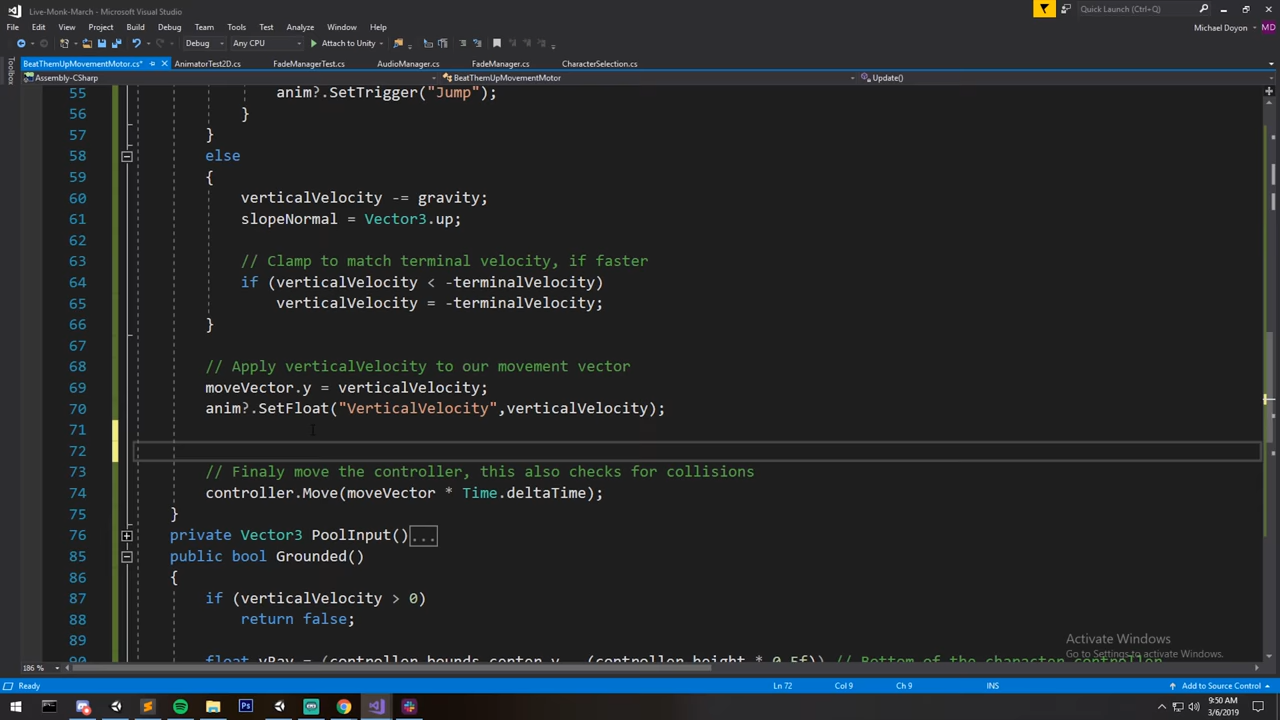 Live-Monk-March - Microsoft Visual Studio
Quick Launch (Ctrl+Q)
File Edit View Project Build Debug Team Tools Test Analyze Window Help
Michael Doyon MD
Debug Any CPU Attach to Unity
BeatThemUpMovementMotor.cs* AnimatorTest2D.cs FadeManagerTest.cs AudioManager.cs FadeManager.cs CharacterSelection.cs
Toolbox
Assembly-CSharp BeatThemUpMovementMotor Update()
55 anim?.SetTrigger("Jump");
56 }
57 }
58 else
59 {
60 verticalVelocity -= gravity;
61 slopeNormal = Vector3.up;
62
63 // Clamp to match terminal velocity, if faster
64 if (verticalVelocity < -terminalVelocity)
65 verticalVelocity = -terminalVelocity;
66 }
67
68 // Apply verticalVelocity to our movement vector
69 moveVector.y = verticalVelocity;
70 anim?.SetFloat("VerticalVelocity",verticalVelocity);
71
72
73 // Finaly move the controller, this also checks for collisions
74 controller.Move(moveVector * Time.deltaTime);
75 }
76 private Vector3 PoolInput()...
85 public bool Grounded()
86 {
87 if (verticalVelocity > 0)
88 return false;
89
90 float yRay = (controller.bounds.center.y - (controller.height * 0.5f)) // Bottom of the character controller
Activate Windows
Go to Settings to activate Windows.
186 %
Ready Ln 72 Col 9 Ch 9 INS Add to Source Control
9:50 AM
3/6/2019